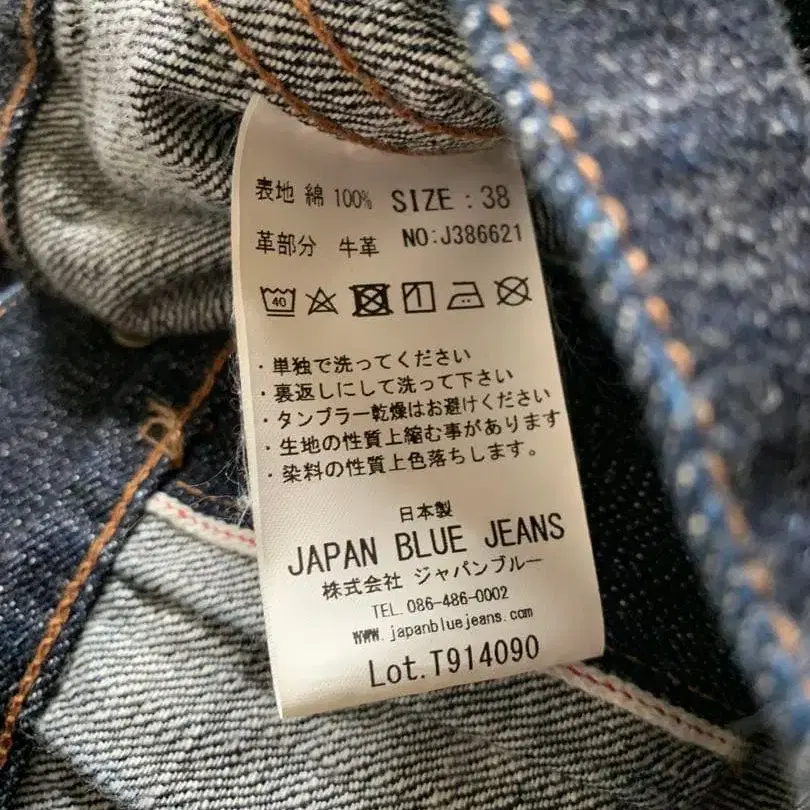 表地 綿 100% SIZE : 38
革部分 牛革 NO:J386621
40
・単独で洗ってください
・裏返しにして洗って下さい
・タンブラー乾燥はお避けください
・生地の性質上縮む事があります
・染料の性質上色落ちします。
日本製
JAPAN BLUE JEANS
株式会社 ジャパンブルー
TEL. 086-486-0002
www.japanbluejeans.com
Lot.T914090